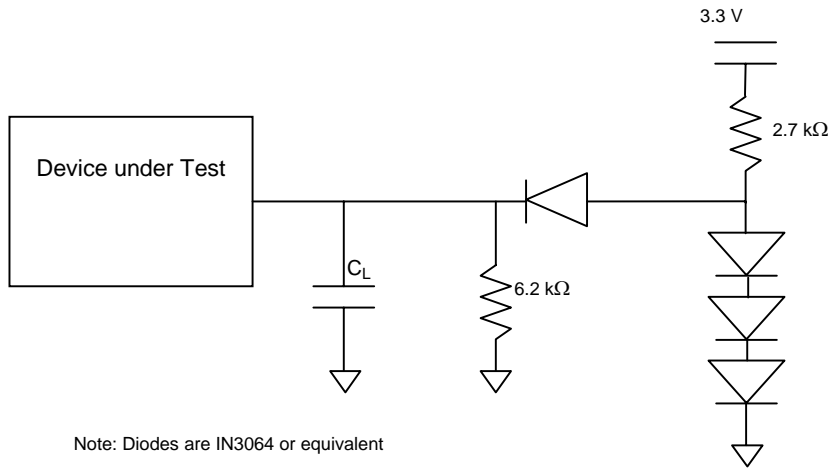 3.3 V
2.7 kΩ
Device under Test
CL
6.2 kΩ
Note: Diodes are IN3064 or equivalent